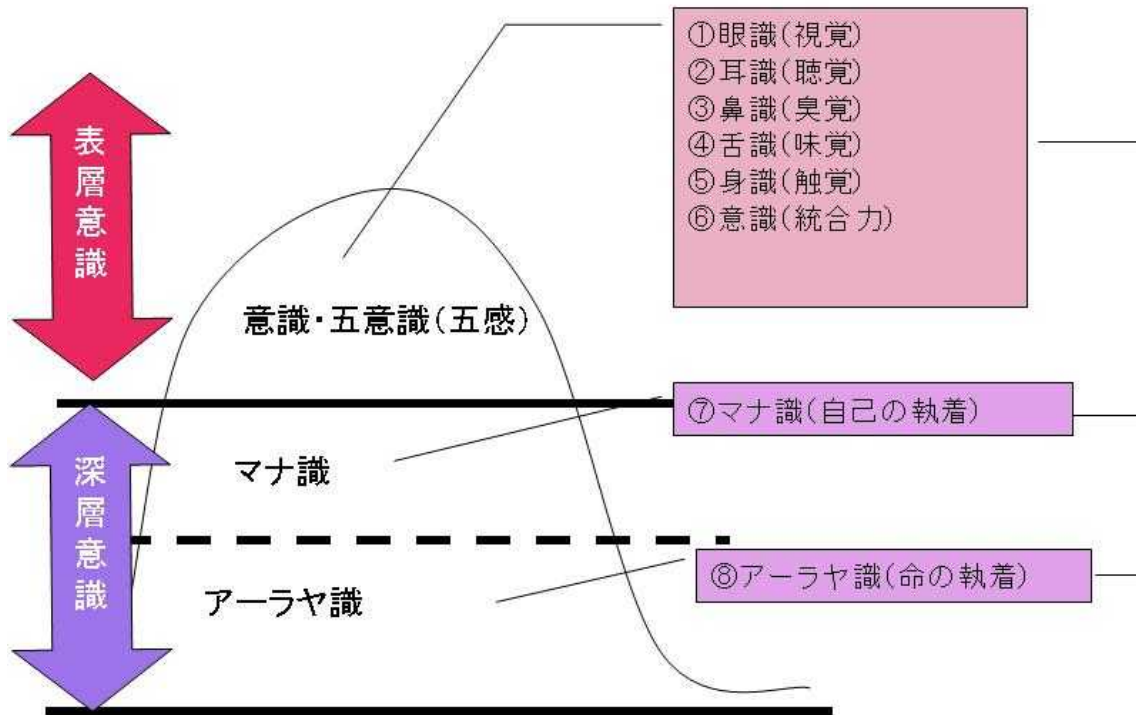 表層意識
①眼識(視覚)
②耳識(聴覚)
③鼻識(臭覚)
④舌識(味覚)
⑤身識(触覚)
⑥意識(統合力)
意識・五意識(五感)
⑦マナ識(自己の執着)
深層意識
マナ識
⑧アーラヤ識(命の執着)
アーラヤ識